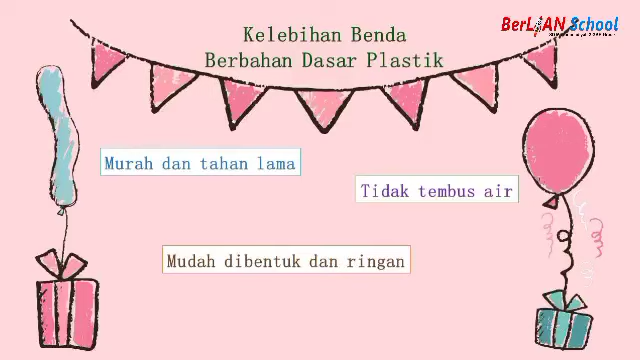 BerLiAN School
Kelebihan Benda
Berbahan Dasar Plastik
Murah dan tahan lama
Tidak tembus air
Mudah dibentuk dan ringan